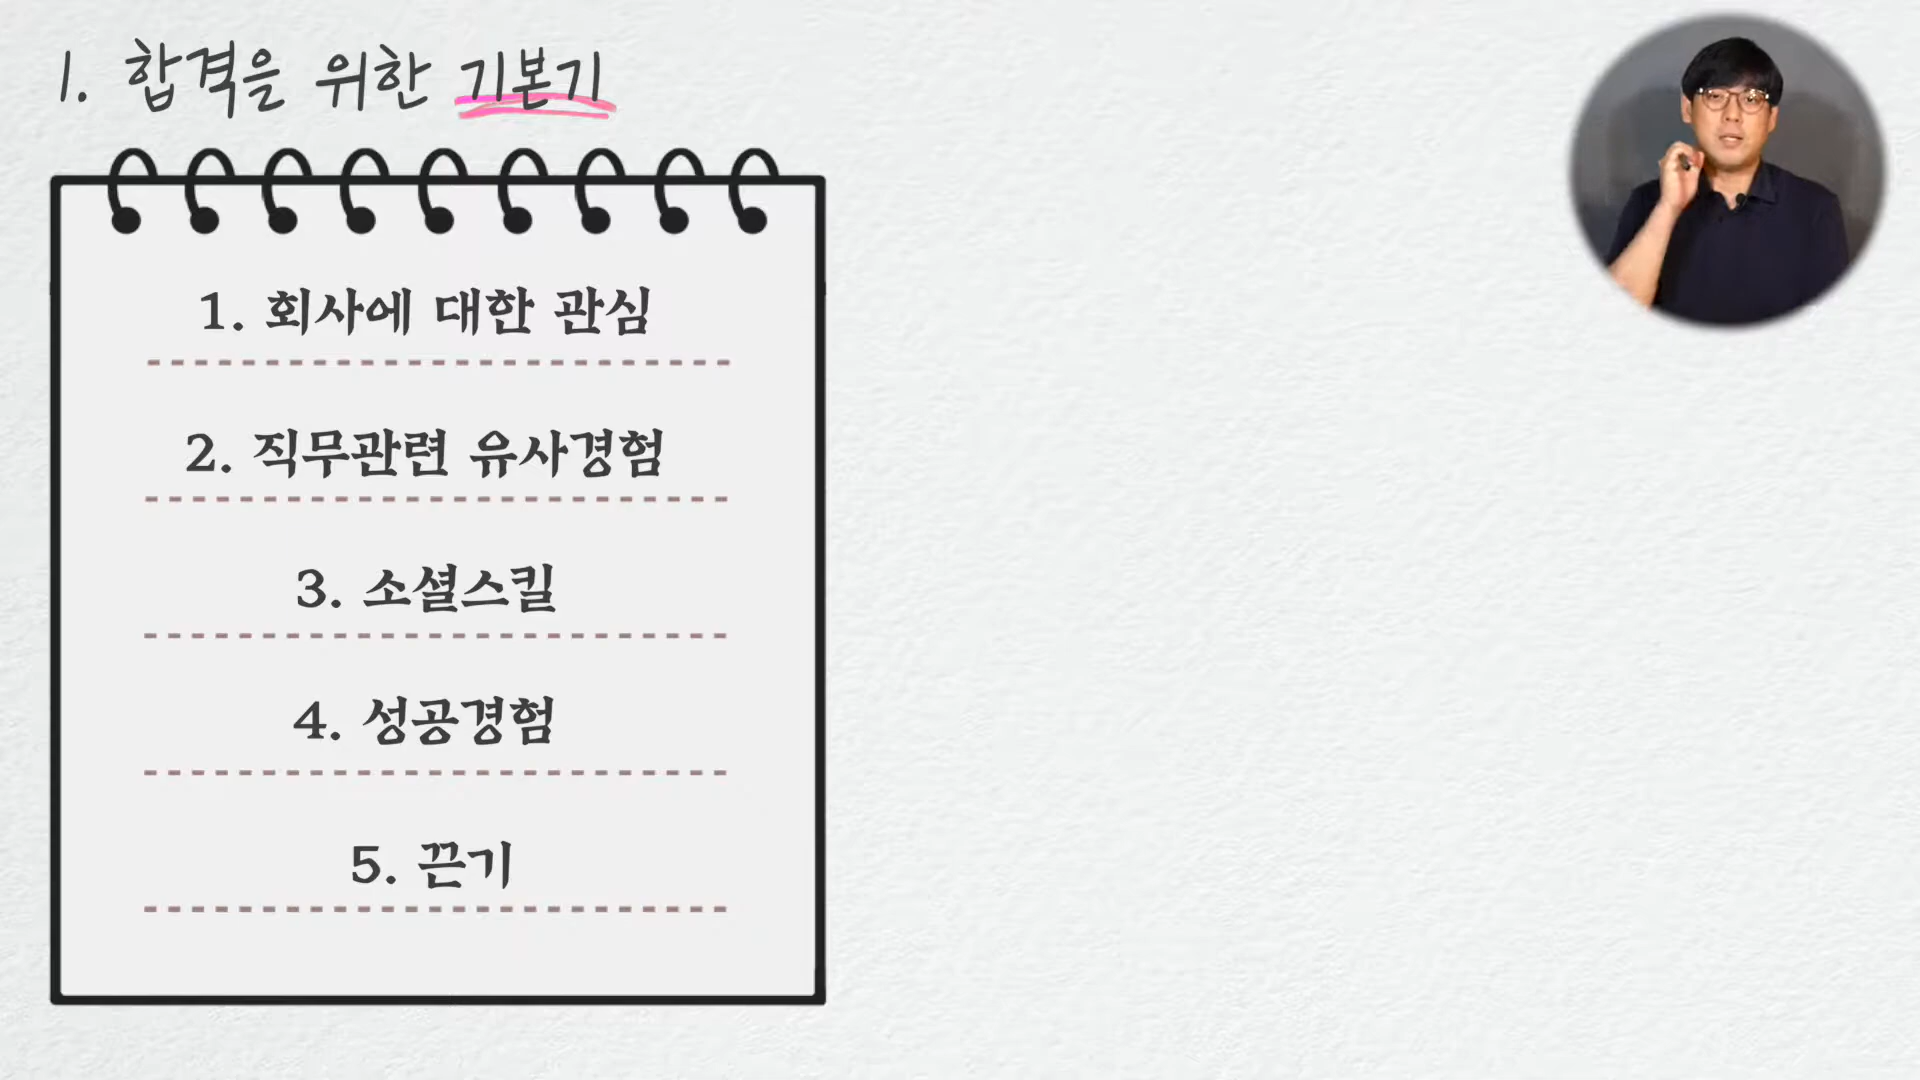 1. 합격을 위한 기본기
1. 회사에 대한 관심
2. 직무관련 유사경험
3. 소셜스킬
4. 성공경험
5. 끈기